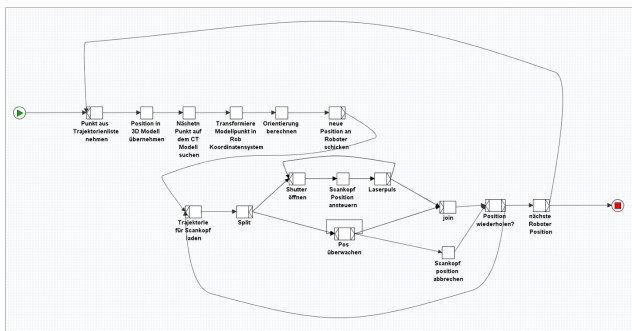 Punkt aus
Trajektorienliste
nehmen
Position in
3D Modell
übernehmen
Nächetn
Punkt auf
dem CT
Modell
suchen
Transformiere
Modelpunkt in
Rob
Koordinatensystem
Orientierung
berechnen
neue
Position an
Roboter
schicken
Shutter
öffnen
Scankopf
Position
ansteuern
Laserpuls
Trajektorie
für Scankopf
laden
Split
join
Position
wiederholen?
nächste
Roboter
Position
Pos
überwachen
Scankopf
position
abbrechen